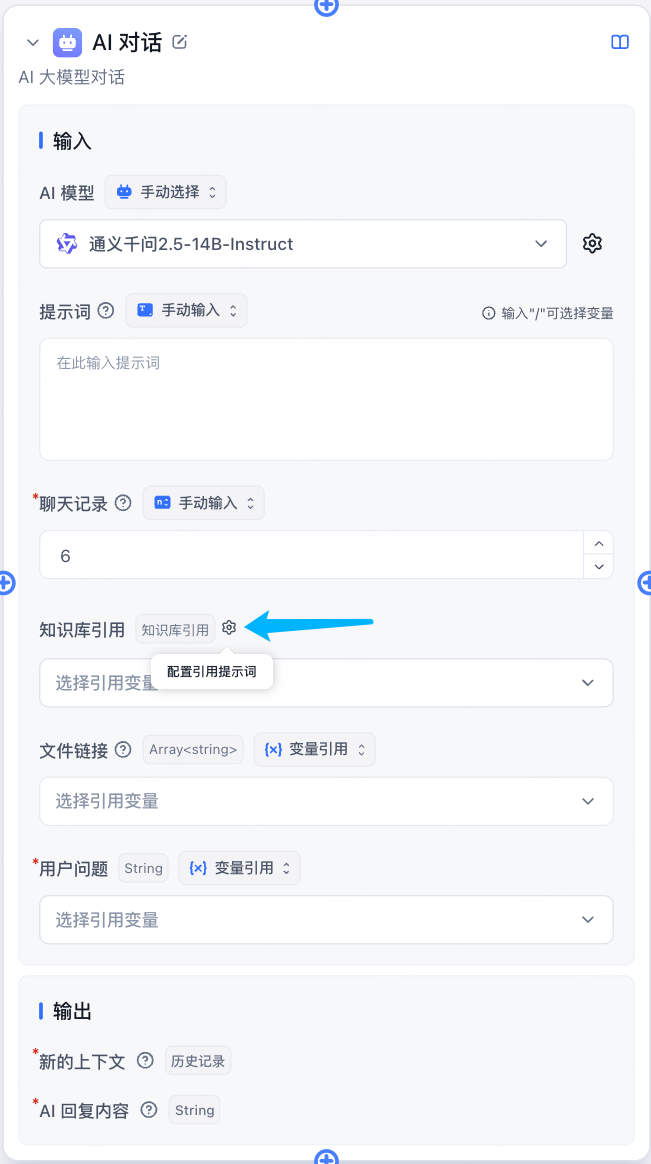 AI 对话
AI 大模型对话
输入
AI 模型 手动选择
通义千问2.5-14B-Instruct
提示词 手动输入 输入"/"可选择变量
在此输入提示词
*聊天记录 手动输入
6
知识库引用 知识库引用
配置引用提示词
选择引用变量
文件链接 Array<string> 变量引用
选择引用变量
*用户问题 String 变量引用
选择引用变量
输出
*新的上下文 历史记录
*AI 回复内容 String